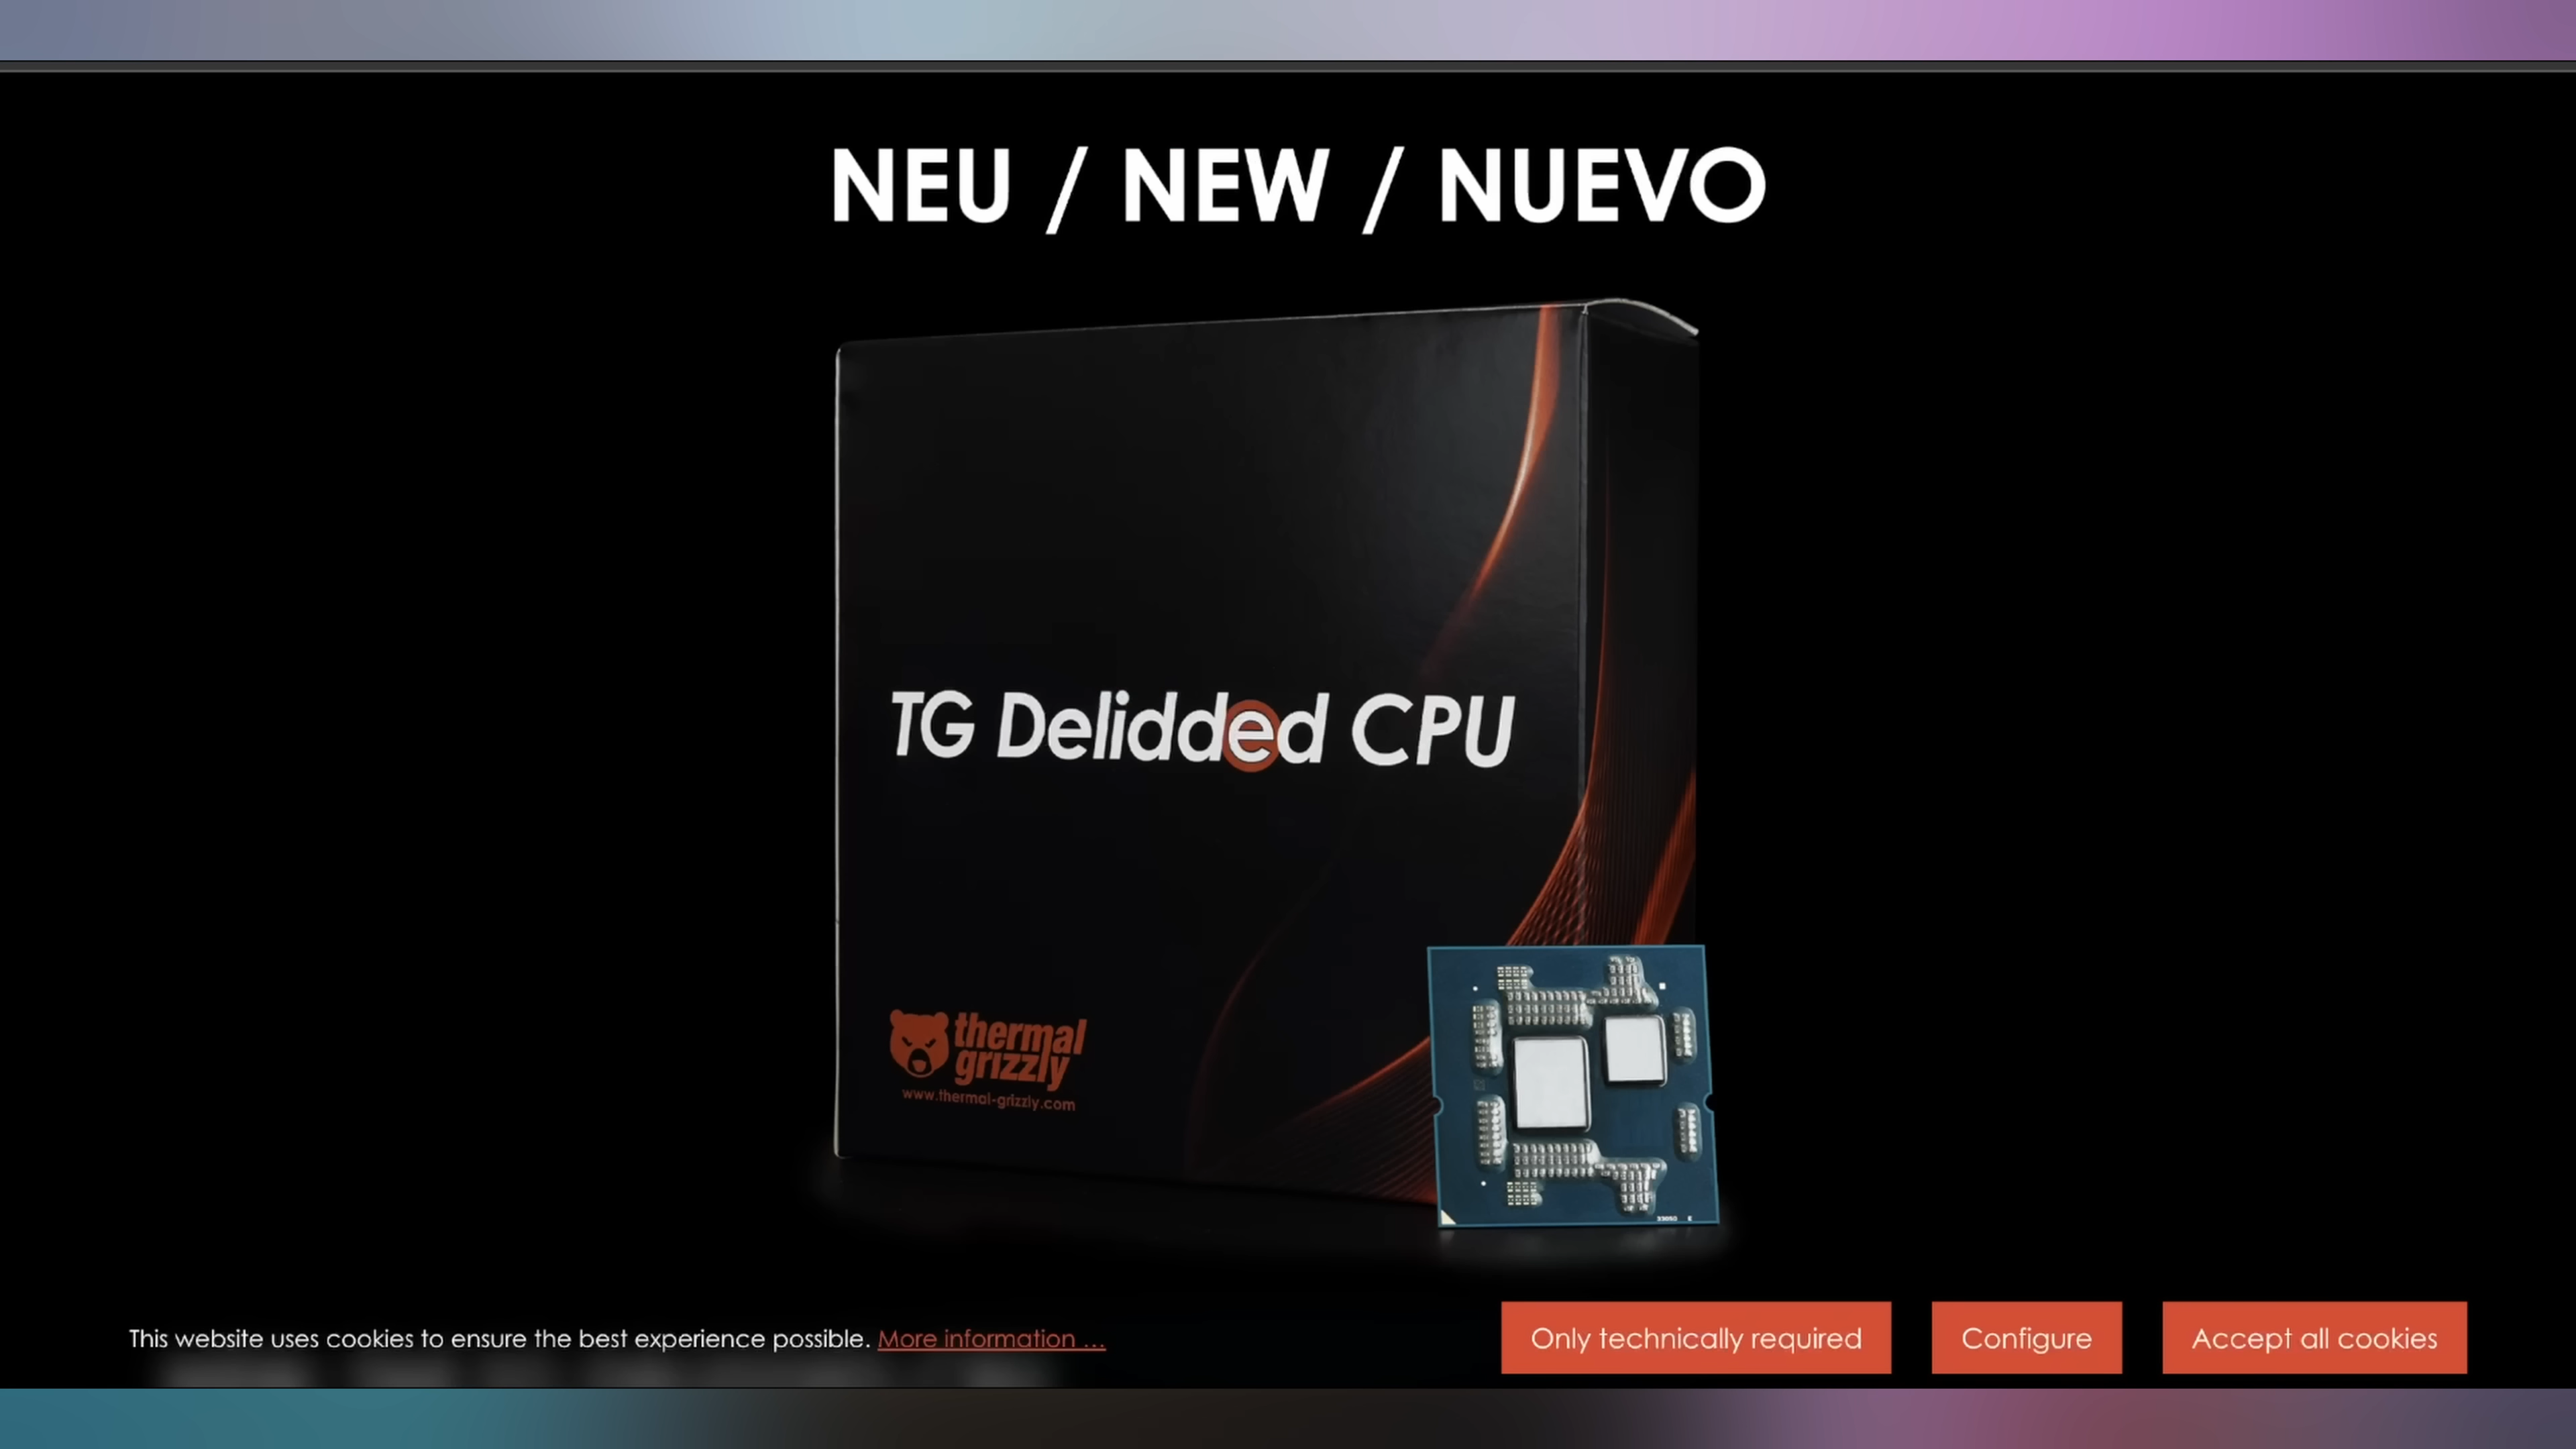 NEU / NEW / NUEVO
TG Delidded CPU
thermal
grizzly
www.thermal-grizzly.com
This website uses cookies to ensure the best experience possible. More information ...
Only technically required
Configure
Accept all cookies